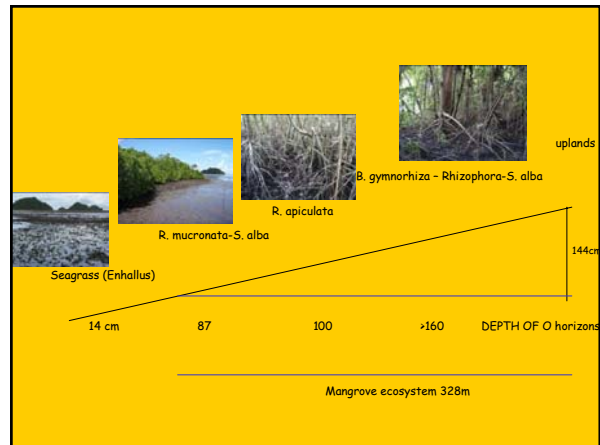 uplands
B. gymnorhiza – Rhizophora-S. alba
R. apiculata
R. mucronata-S. alba
144cm
Seagrass (Enhallus)
14 cm 87 100 >160 DEPTH OF O horizons
Mangrove ecosystem 328m